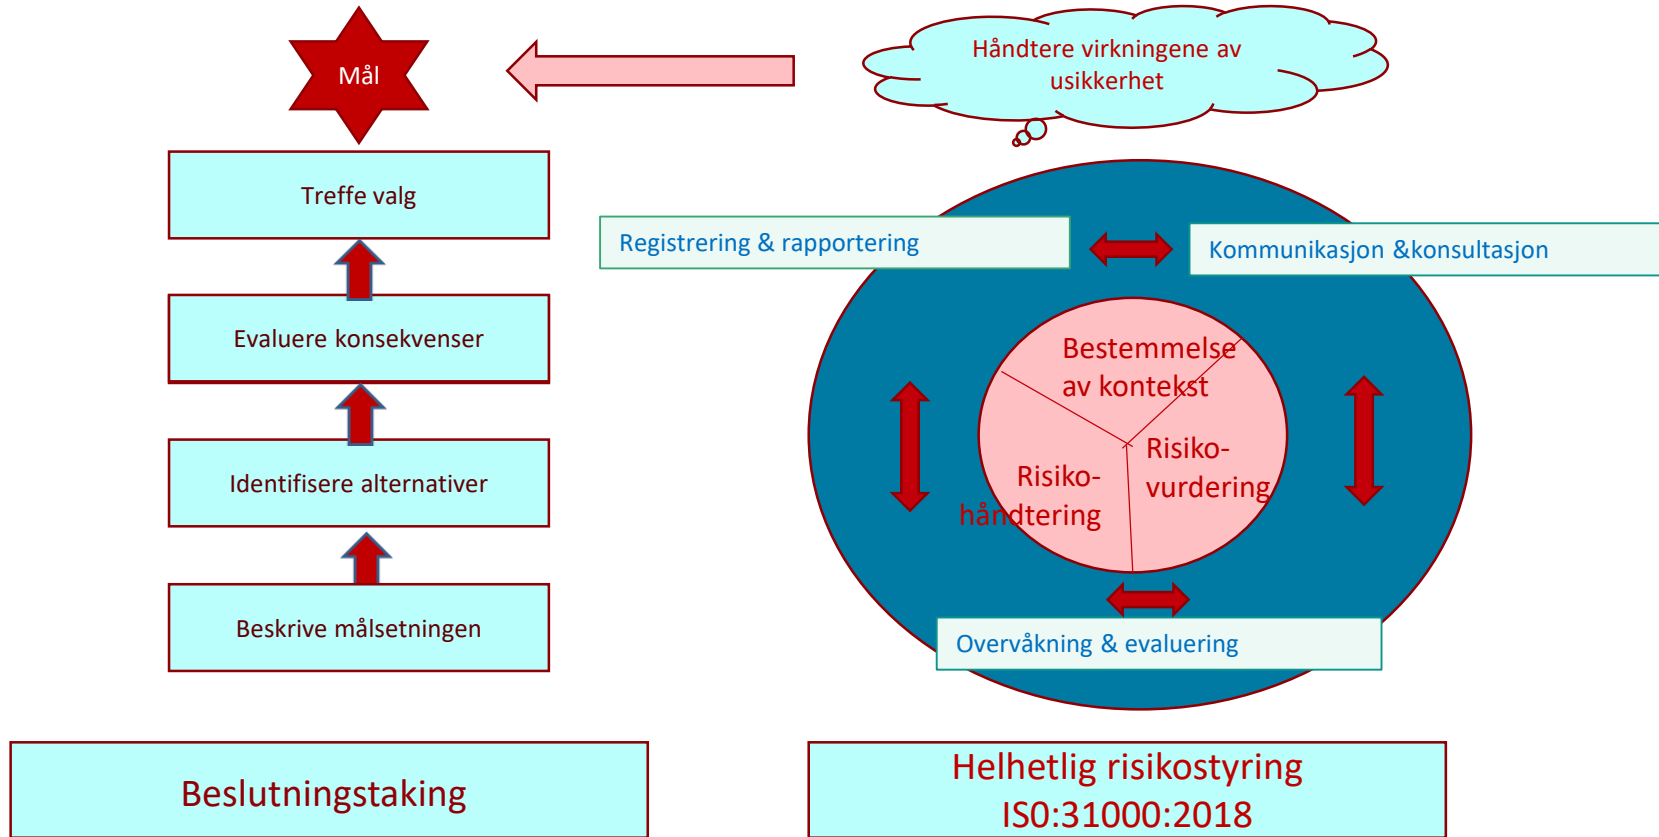 Mål
Håndtere virkningene av
usikkerhet
Treffe valg
Evaluere konsekvenser
Identifisere alternativer
Beskrive målsetningen
Registrering & rapportering
Kommunikasjon &konsultasjon
Bestemmelse
av kontekst
Risiko-
vurdering
Risiko-
håndtering
Overvåkning & evaluering
Beslutningstaking
Helhetlig risikostyring
IS0:31000:2018